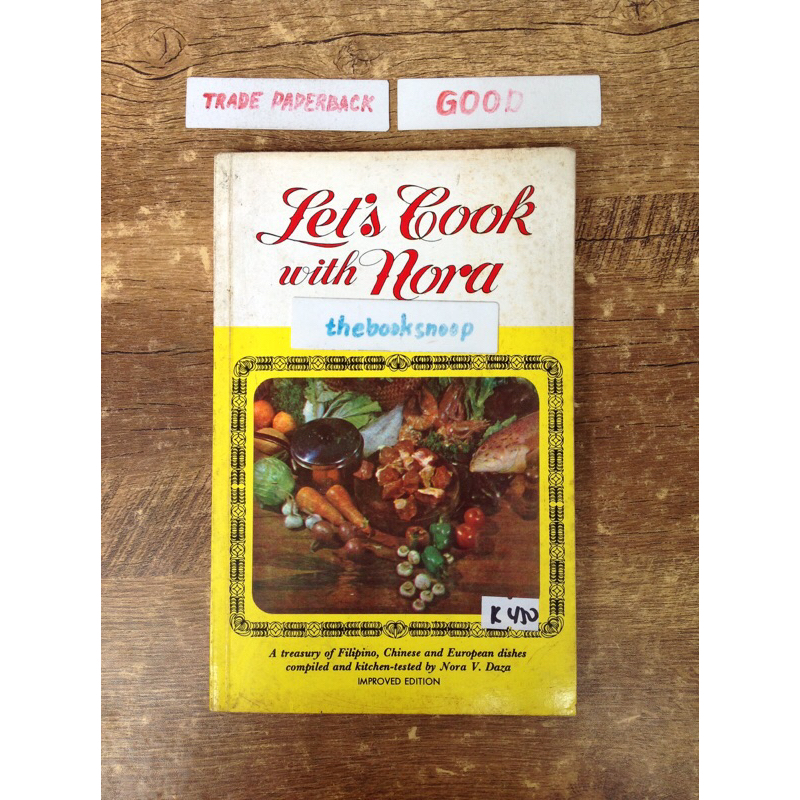 TRADE PAPERBACK
GOOD
Let's Cook
with Nora
thebooksnoop
K 450
A treasury of Filipino, Chinese and European dishes
compiled and kitchen-tested by Nora V. Daza
IMPROVED EDITION